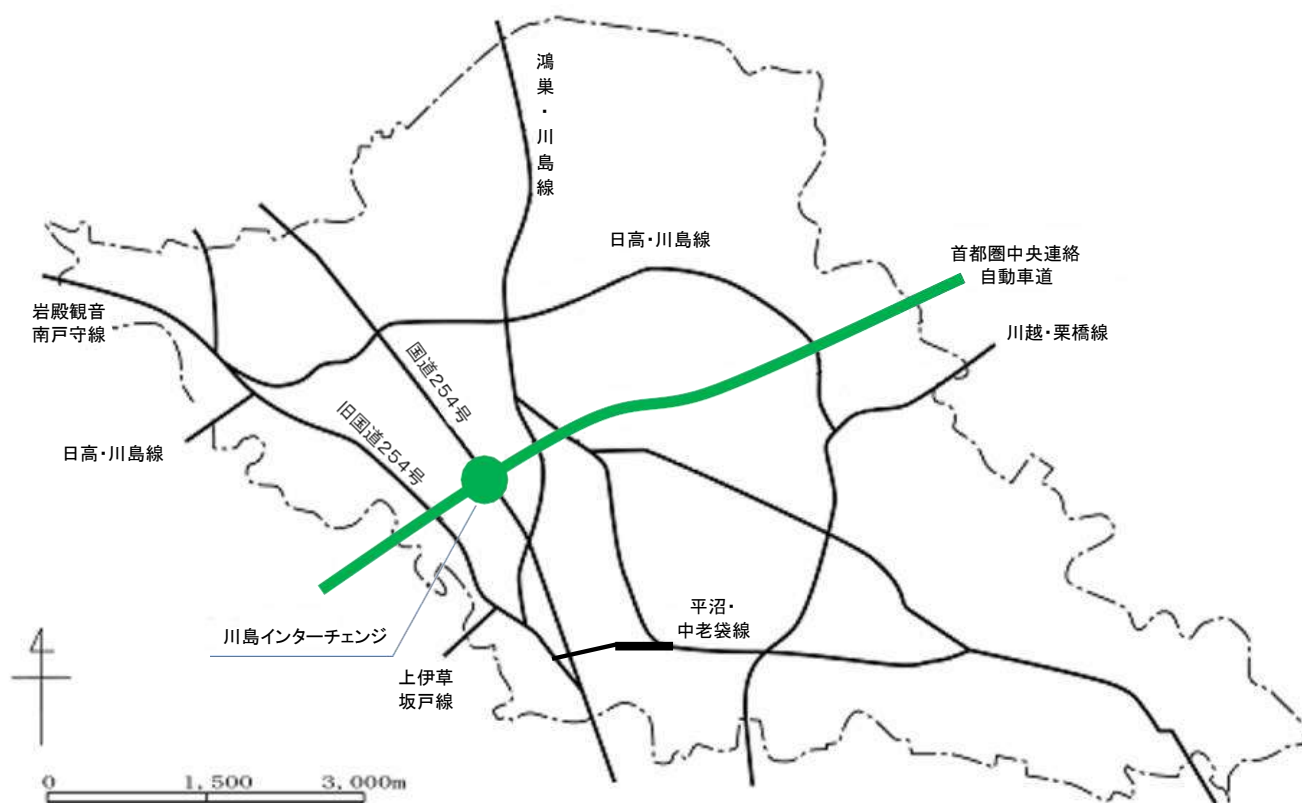 鴻巣・川島線
日高・川島線
首都圏中央連絡
自動車道
岩殿観音
南戸守線
川越・栗橋線
国道254号
旧国道254号
日高・川島線
平沼・
中老袋線
川島インターチェンジ
上伊草
坂戸線
4
0 1,500 3,000m